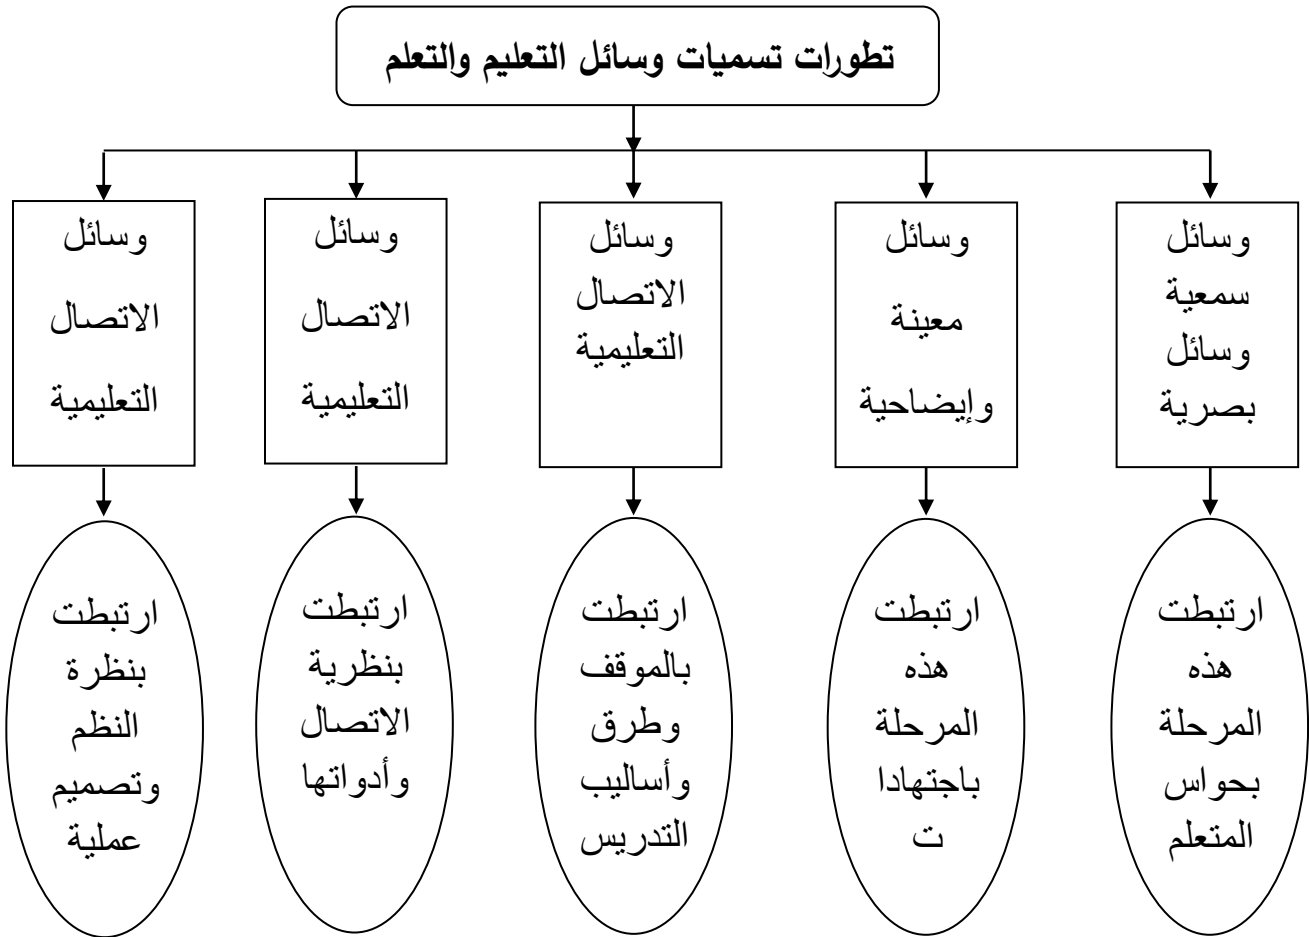 تطورات تسميات وسائل التعليم والتعلم
وسائل
سمعية
وسائل
بصرية
وسائل
معينة
وإيضاحية
وسائل
الاتصال
التعليمية
وسائل
الاتصال
التعليمية
وسائل
الاتصال
التعليمية
ارتبطت
هذه
المرحلة
بحواس
المتعلم
ارتبطت
هذه
المرحلة
باجتهادا
ت
ارتبطت
بالموقف
وطرق
وأساليب
التدريس
ارتبطت
بنظرية
الاتصال
وأدواتها
ارتبطت
بنظرة
النظم
وتصميم
عملية